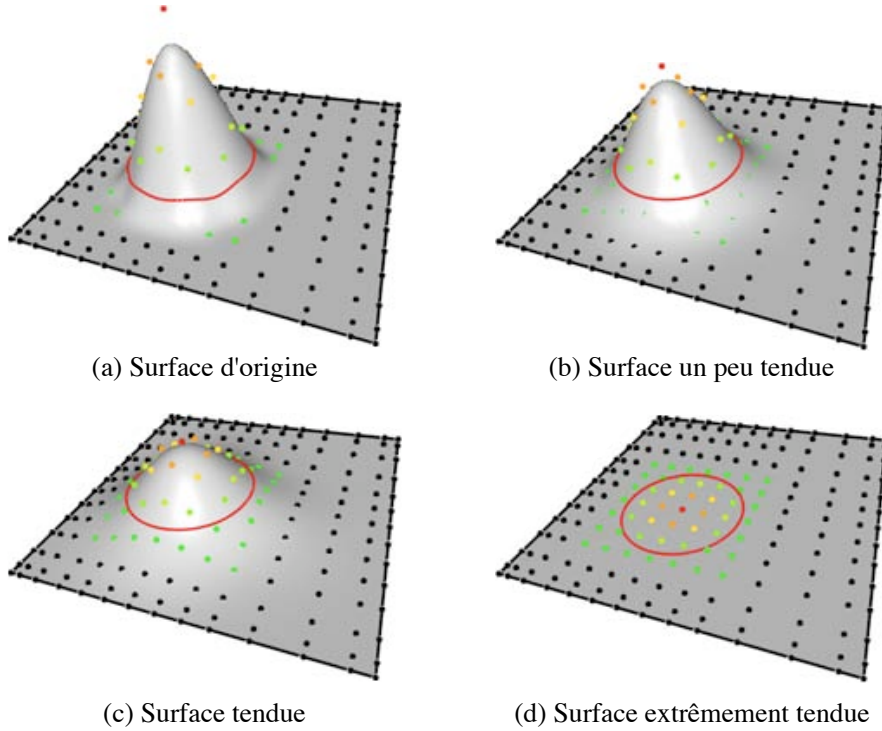 (a) Surface d'origine
(b) Surface un peu tendue
(c) Surface tendue
(d) Surface extrêmement tendue